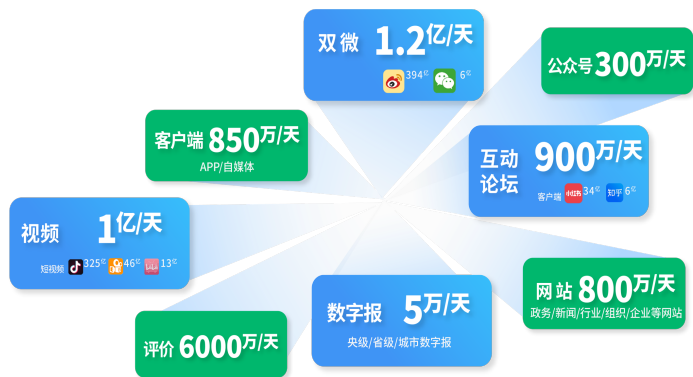 双微 1.2亿/天
394亿 6亿
公众号 300万/天
客户端 850万/天
APP/自媒体
互动论坛 900万/天
客户端 小红书 34亿 知乎 6亿
视频 1亿/天
短视频 325亿 46亿 13亿
网站 800万/天
政务/新闻/行业/组织/企业等网站
数字报 5万/天
央级/省级/城市数字报
评价 6000万/天